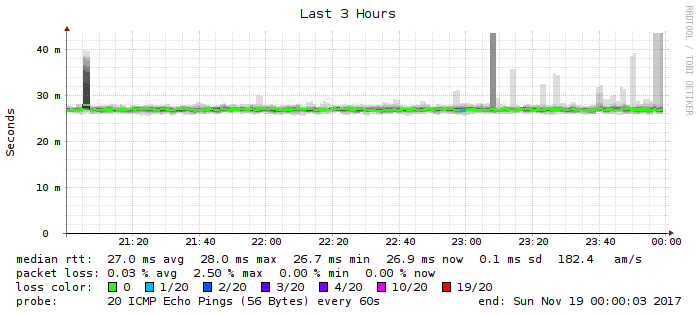 Last 3 Hours
RRDTOOL / TOBI OETIKER
Seconds
40 m
30 m
20 m
10 m
0
21:20 21:40 22:00 22:20 22:40 23:00 23:20 23:40 00:00
median rtt: 27.0 ms avg 28.0 ms max 26.7 ms min 26.9 ms now 0.1 ms sd 182.4 am/s
packet loss: 0.03 % avg 2.50 % max 0.00 % min 0.00 % now
loss color: 0 1/20 2/20 3/20 4/20 10/20 19/20
probe: 20 ICMP Echo Pings (56 Bytes) every 60s end: Sun Nov 19 00:00:03 2017